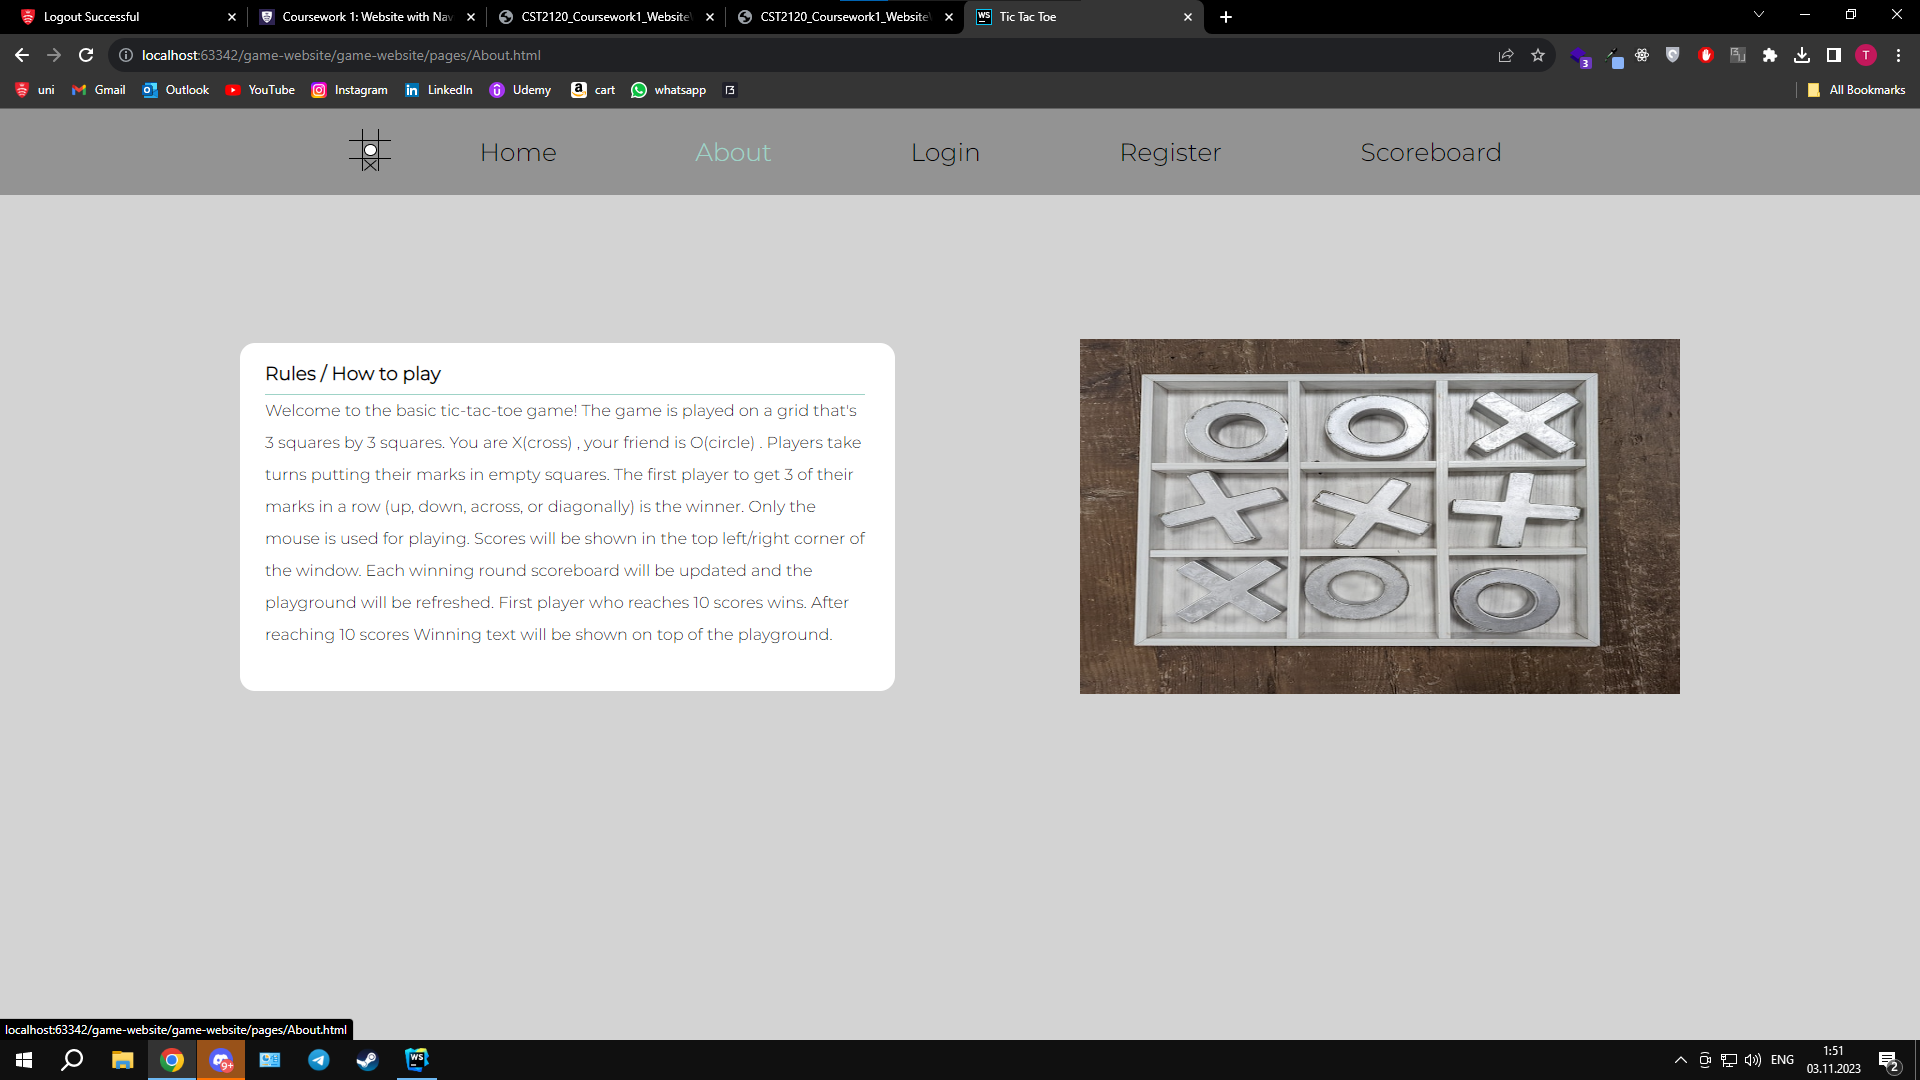 Logout Successful
Coursework 1: Website with Nav
CST2120_Coursework1_Website
CST2120_Coursework1_Website
WS Tic Tac Toe
localhost:63342/game-website/game-website/pages/About.html
3
T
uni Gmail Outlook YouTube Instagram LinkedIn Udemy cart whatsapp All Bookmarks
Home About Login Register Scoreboard
Rules / How to play
Welcome to the basic tic-tac-toe game! The game is played on a grid that's
3 squares by 3 squares. You are X(cross) , your friend is O(circle) . Players take
turns putting their marks in empty squares. The first player to get 3 of their
marks in a row (up, down, across, or diagonally) is the winner. Only the
mouse is used for playing. Scores will be shown in the top left/right corner of
the window. Each winning round scoreboard will be updated and the
playground will be refreshed. First player who reaches 10 scores wins. After
reaching 10 scores Winning text will be shown on top of the playground.
O O X
X X X
X O O
localhost:63342/game-website/game-website/pages/About.html
9+
WS
ENG
1:51
03.11.2023
2